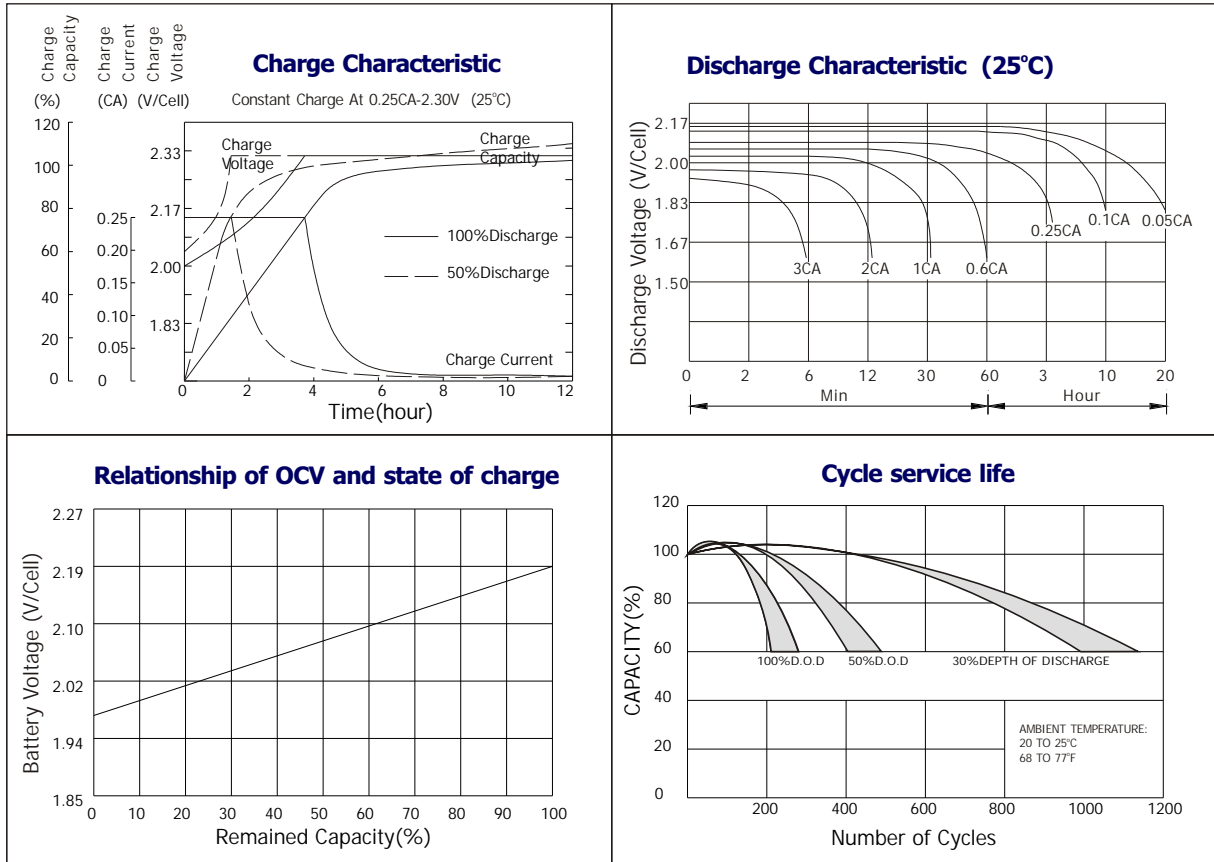 Charge Capacity
Charge Current
Charge Voltage
(%)
(CA)
(V/Cell)
Charge Characteristic
Constant Charge At 0.25CA-2.30V (25°C)
120
100
80
60
40
20
0
0.25
0.20
0.15
0.10
0.05
0
2.33
2.17
2.00
1.83
Charge Voltage
Charge Capacity
100%Discharge
50%Discharge
Charge Current
0 2 4 6 8 10 12
Time(hour)
Discharge Characteristic (25°C)
Discharge Voltage (V/Cell)
2.17
2.00
1.83
1.67
1.50
3CA
2CA
1CA
0.6CA
0.25CA
0.1CA
0.05CA
0 2 6 12 30 60 3 10 20
Min
Hour
Relationship of OCV and state of charge
Battery Voltage (V/Cell)
2.27
2.19
2.10
2.02
1.94
1.85
0 10 20 30 40 50 60 70 80 90 100
Remained Capacity(%)
Cycle service life
CAPACITY(%)
120
100
80
60
40
20
0
100%D.O.D
50%D.O.D
30%DEPTH OF DISCHARGE
AMBIENT TEMPERATURE:
20 TO 25°C
68 TO 77°F
200 400 600 800 1000 1200
Number of Cycles